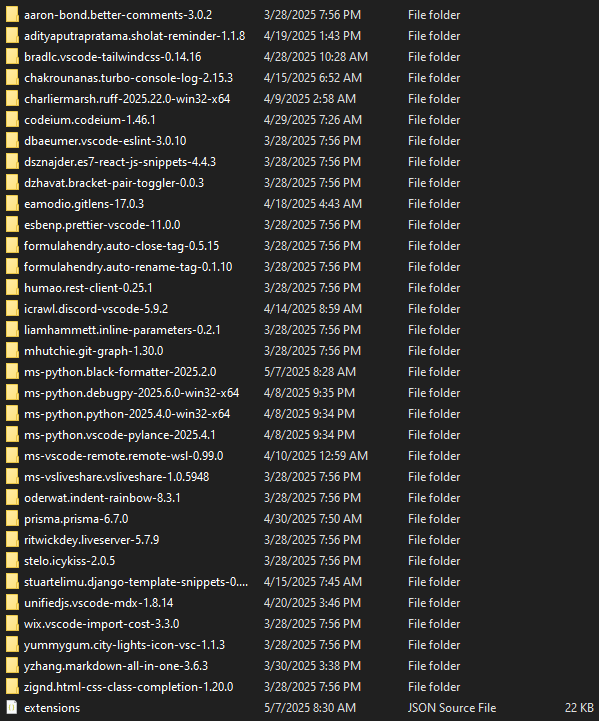 aaron-bond.better-comments-3.0.2 3/28/2025 7:56 PM File folder
adityaputrapratama.sholat-reminder-1.1.8 4/19/2025 1:43 PM File folder
bradlc.vscode-tailwindcss-0.14.16 4/28/2025 10:28 AM File folder
chakrounanas.turbo-console-log-2.15.3 4/15/2025 6:52 AM File folder
charliermarsh.ruff-2025.22.0-win32-x64 4/9/2025 2:58 AM File folder
codeium.codeium-1.46.1 4/29/2025 7:26 AM File folder
dbaeumer.vscode-eslint-3.0.10 3/28/2025 7:56 PM File folder
dsznajder.es7-react-js-snippets-4.4.3 3/28/2025 7:56 PM File folder
dzhavat.bracket-pair-toggler-0.0.3 3/28/2025 7:56 PM File folder
eamodio.gitlens-17.0.3 4/18/2025 4:43 AM File folder
esbenp.prettier-vscode-11.0.0 3/28/2025 7:56 PM File folder
formulahendry.auto-close-tag-0.5.15 3/28/2025 7:56 PM File folder
formulahendry.auto-rename-tag-0.1.10 3/28/2025 7:56 PM File folder
humao.rest-client-0.25.1 3/28/2025 7:56 PM File folder
icrawl.discord-vscode-5.9.2 4/14/2025 8:59 AM File folder
liamhammett.inline-parameters-0.2.1 3/28/2025 7:56 PM File folder
mhutchie.git-graph-1.30.0 3/28/2025 7:56 PM File folder
ms-python.black-formatter-2025.2.0 5/7/2025 8:28 AM File folder
ms-python.debugpy-2025.6.0-win32-x64 4/8/2025 9:35 PM File folder
ms-python.python-2025.4.0-win32-x64 4/8/2025 9:34 PM File folder
ms-python.vscode-pylance-2025.4.1 4/8/2025 9:34 PM File folder
ms-vscode-remote.remote-wsl-0.99.0 4/10/2025 12:59 AM File folder
ms-vsliveshare.vsliveshare-1.0.5948 3/28/2025 7:56 PM File folder
oderwat.indent-rainbow-8.3.1 3/28/2025 7:56 PM File folder
prisma.prisma-6.7.0 4/30/2025 7:50 AM File folder
ritwickdey.liveserver-5.7.9 3/28/2025 7:56 PM File folder
stelo.icykiss-2.0.5 3/28/2025 7:56 PM File folder
stuartelimu.django-template-snippets-0.... 4/15/2025 7:45 AM File folder
unifiedjs.vscode-mdx-1.8.14 4/20/2025 3:46 PM File folder
wix.vscode-import-cost-3.3.0 3/28/2025 7:56 PM File folder
yummygum.city-lights-icon-vsc-1.1.3 3/28/2025 7:56 PM File folder
yzhang.markdown-all-in-one-3.6.3 3/30/2025 3:38 PM File folder
zignd.html-css-class-completion-1.20.0 3/28/2025 7:56 PM File folder
extensions 5/7/2025 8:30 AM JSON Source File 22 KB